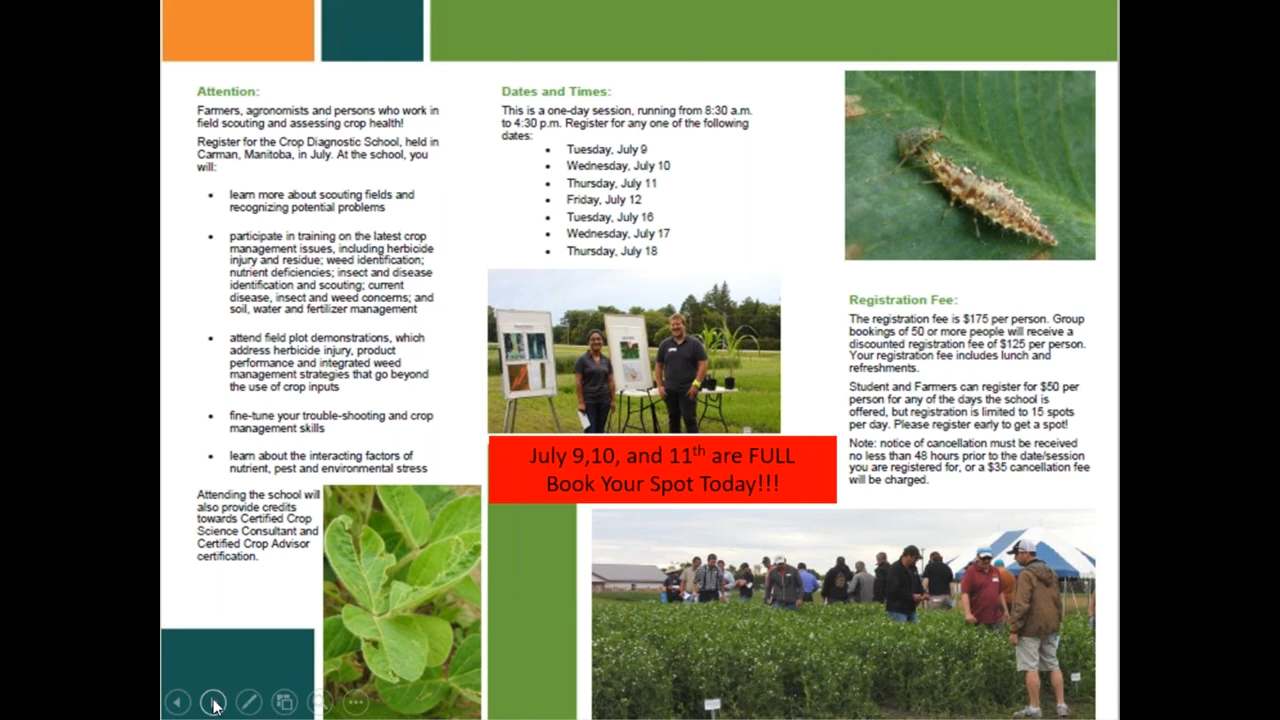 Attention:
Farmers, agronomists and persons who work in
field scouting and assessing crop health!
Register for the Crop Diagnostic School, held in
Carman, Manitoba, in July. At the school, you
will:
• learn more about scouting fields and
recognizing potential problems
• participate in training on the latest crop
management issues, including herbicide
injury and residue; weed identification;
nutrient deficiencies; insect and disease
identification and scouting; current
disease, insect and weed concerns; and
soil, water and fertilizer management
• attend field plot demonstrations, which
address herbicide injury, product
performance and integrated weed
management strategies that go beyond
the use of crop inputs
• fine-tune your trouble-shooting and crop
management skills
• learn about the interacting factors of
nutrient, pest and environmental stress
Attending the school will
also provide credits
towards Certified Crop
Science Consultant and
Certified Crop Advisor
certification.
Dates and Times:
This is a one-day session, running from 8:30 a.m.
to 4:30 p.m. Register for any one of the following
dates:
• Tuesday, July 9
• Wednesday, July 10
• Thursday, July 11
• Friday, July 12
• Tuesday, July 16
• Wednesday, July 17
• Thursday, July 18
July 9,10, and 11th are FULL
Book Your Spot Today!!!
Registration Fee:
The registration fee is $175 per person. Group
bookings of 50 or more people will receive a
discounted registration fee of $125 per person.
Your registration fee includes lunch and
refreshments.
Student and Farmers can register for $50 per
person for any of the days the school is
offered, but registration is limited to 15 spots
per day. Please register early to get a spot!
Note: notice of cancellation must be received
no less than 48 hours prior to the date/session
you are registered for, or a $35 cancellation fee
will be charged.